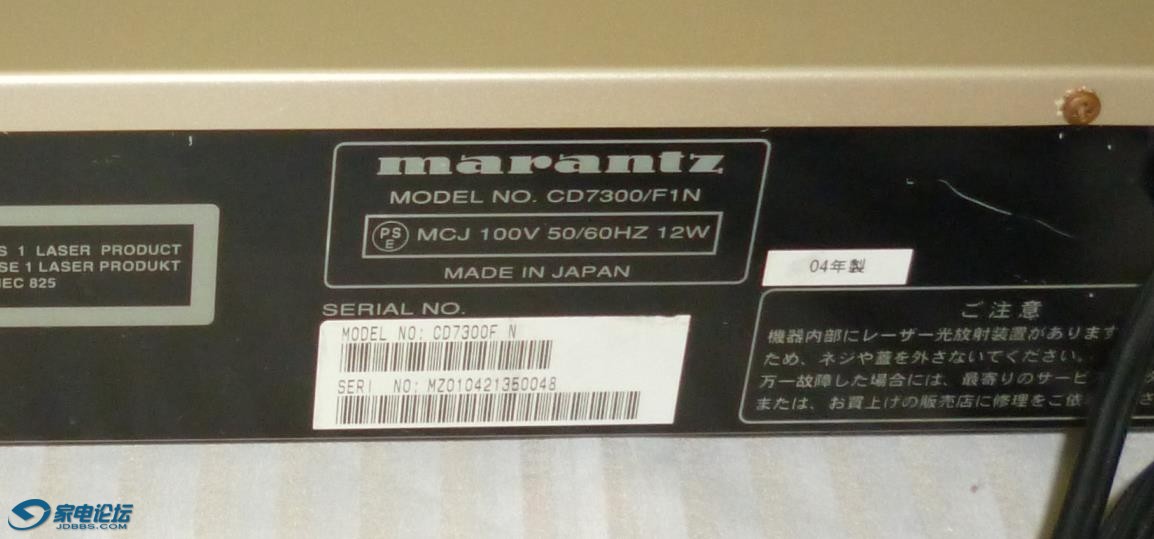 marantz
MODEL NO. CD7300/F1N
PS
E
MCJ 100V 50/60HZ 12W
MADE IN JAPAN
S 1 LASER PRODUCT
SE 1 LASER PRODUKT
IEC 825
04年製
SERIAL NO.
MODEL NO: CD7300F N
SERI NO: MZ010421350048
ご注意
機器内部にレーザー光放射装置があります
ため、ネジや蓋を外さないでください。
万一故障した場合には、最寄りのサービ
または、お買上げの販売店に修理をご依
家电论坛
JDBBS.COM